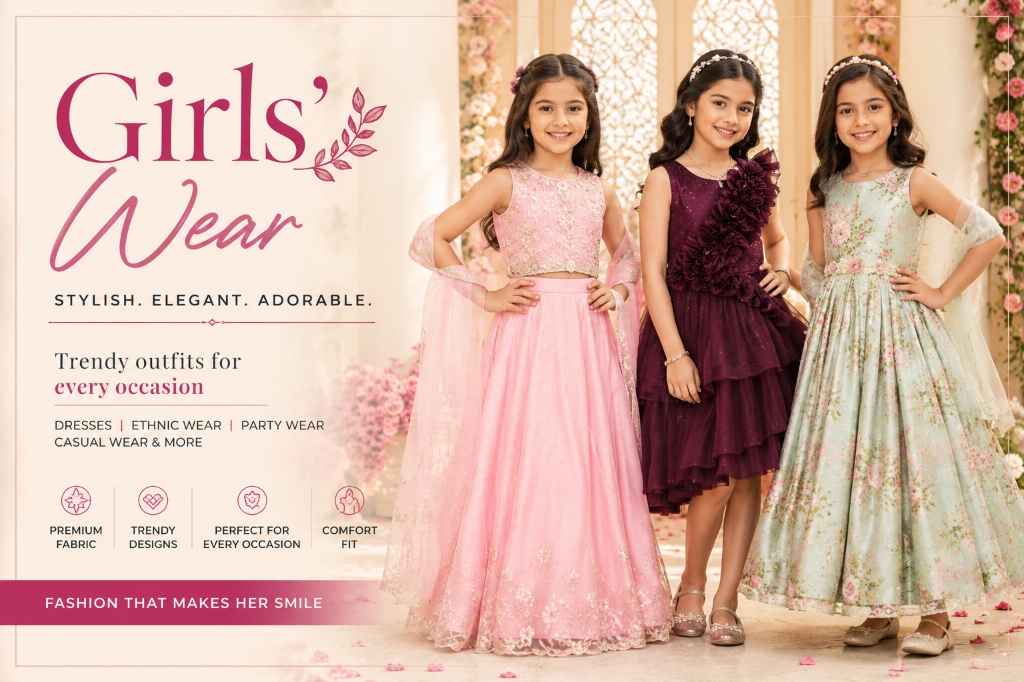 Girls’
Wear
STYLISH. ELEGANT. ADORABLE.
Trendy outfits for
every occasion
DRESSES | ETHNIC WEAR | PARTY WEAR
CASUAL WEAR & MORE
PREMIUM
FABRIC
TRENDY
DESIGNS
PERFECT FOR
EVERY OCCASION
COMFORT
FIT
FASHION THAT MAKES HER SMILE